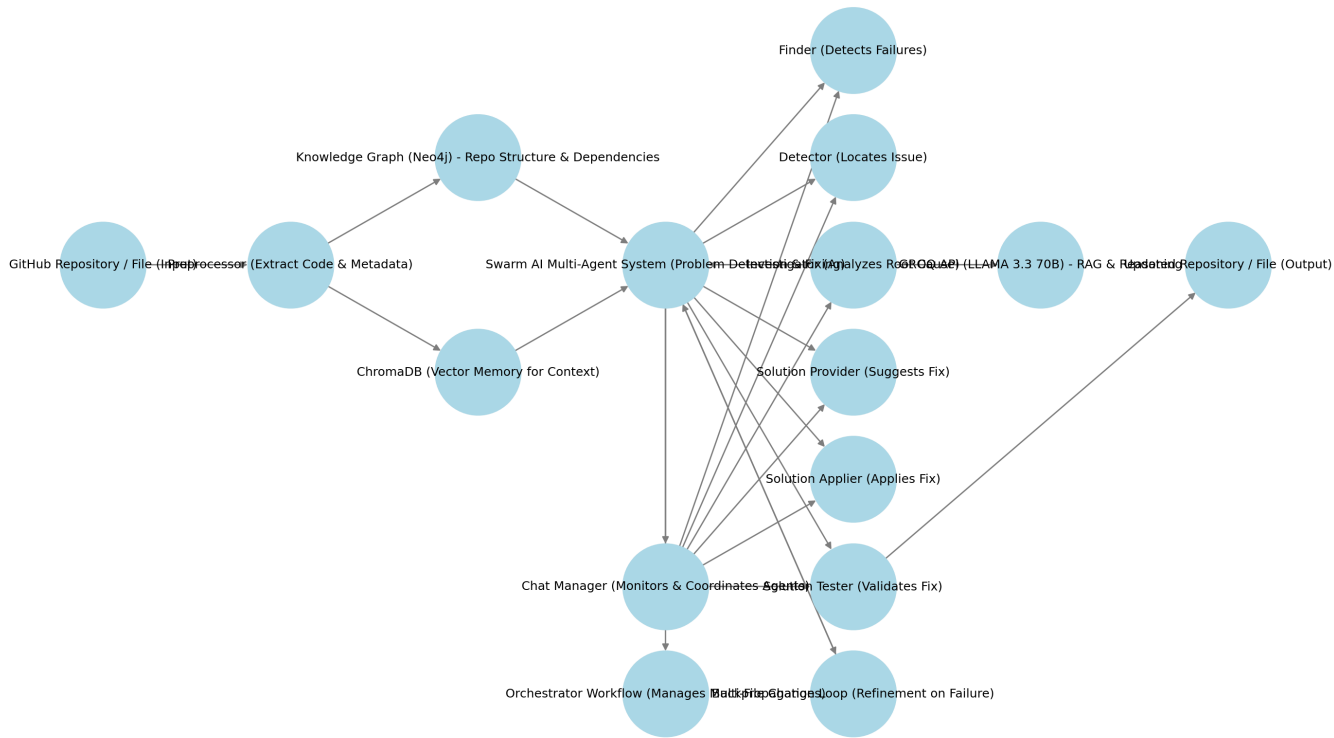 Finder (Detects Failures)
Knowledge Graph (Neo4j) - Repo Structure & Dependencies
Detector (Locates Issue)
GitHub Repository / File (Input)
Preprocessor (Extract Code & Metadata)
Swarm AI Multi-Agent System (Problem Detection & Fixing)
Investigator (Analyzes Root Cause)
GROQ API (LLAMA 3.3 70B) - RAG & Reasoning
Updated Repository / File (Output)
ChromaDB (Vector Memory for Context)
Solution Provider (Suggests Fix)
Solution Applier (Applies Fix)
Chat Manager (Monitors & Coordinates Agents)
Solution Tester (Validates Fix)
Orchestrator Workflow (Manages Multi-File Changes)
Backpropagation Loop (Refinement on Failure)